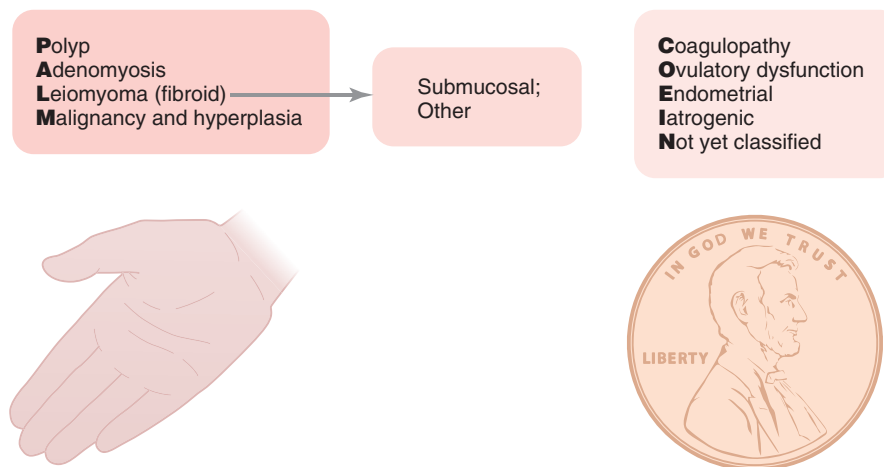 Polyp
Adenomyosis
Leiomyoma (fibroid)
Malignancy and hyperplasia
Submucosal;
Other
Coagulopathy
Ovulatory dysfunction
Endometrial
Iatrogenic
Not yet classified
IN GOD WE TRUST
LIBERTY